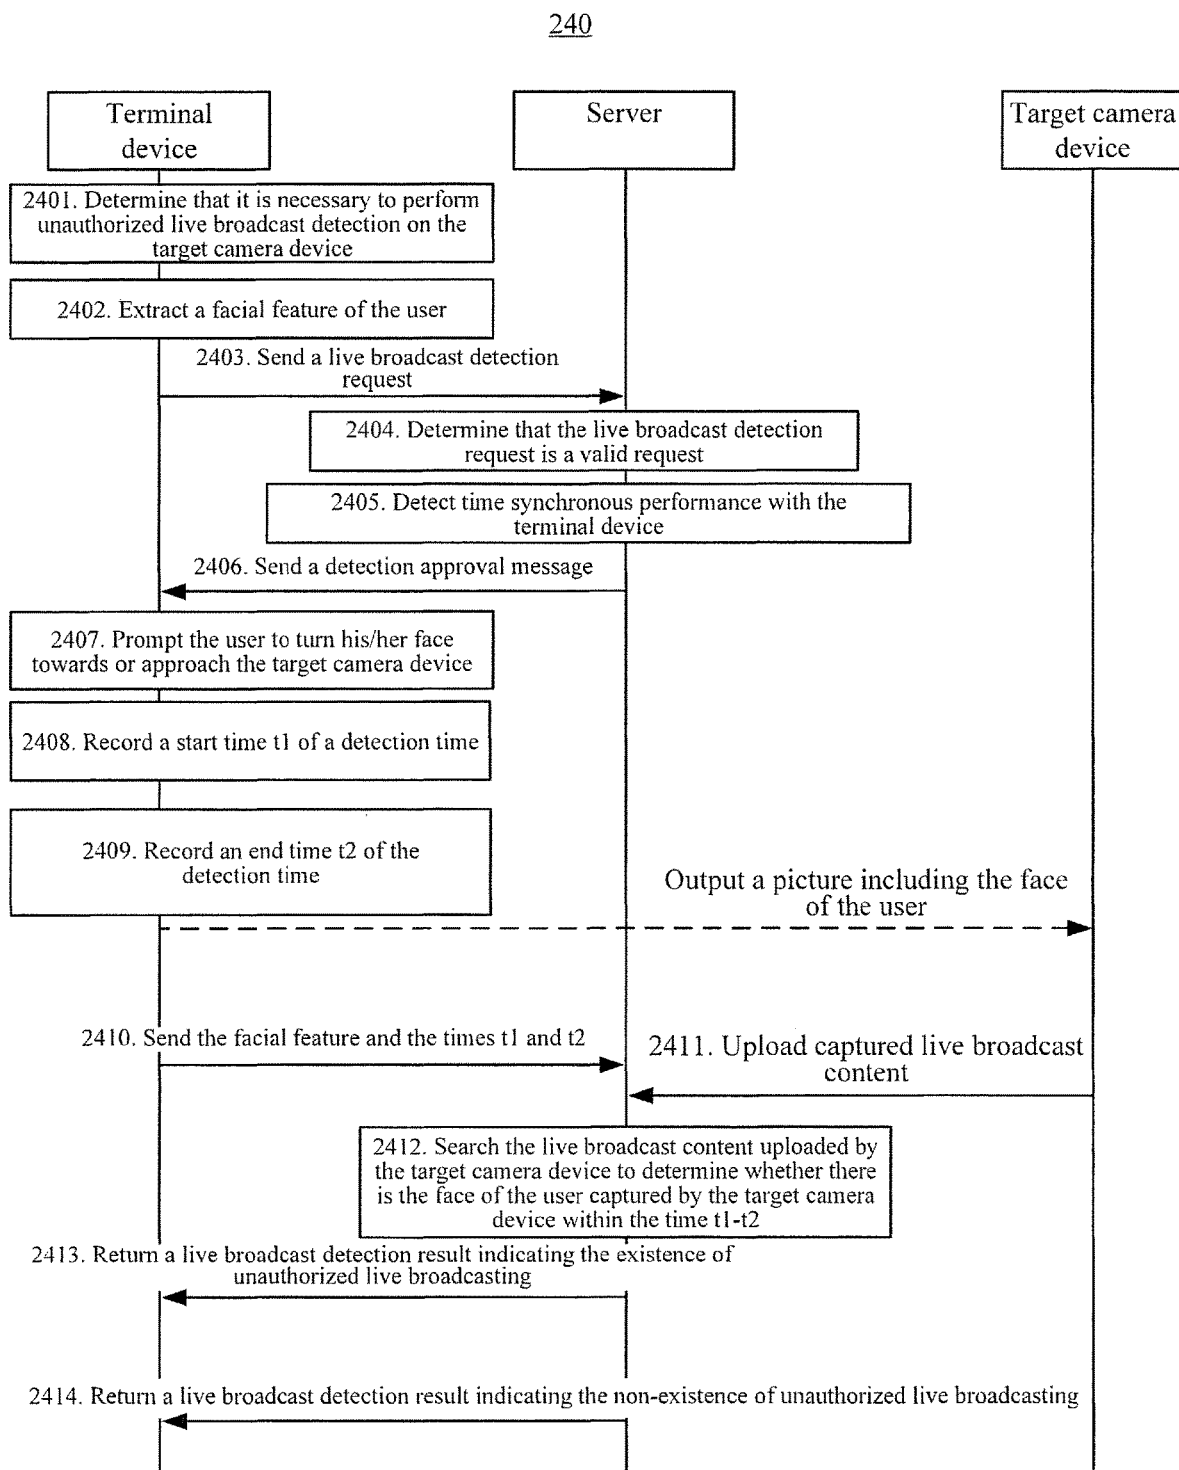 240
Terminal
device
Server
Target camera
device
2401. Determine that it is necessary to perform
unauthorized live broadcast detection on the
target camera device
2402. Extract a facial feature of the user
2403. Send a live broadcast detection
request
2404. Determine that the live broadcast detection
request is a valid request
2405. Detect time synchronous performance with the
terminal device
2406. Send a detection approval message
2407. Prompt the user to turn his/her face
towards or approach the target camera device
2408. Record a start time t1 of a detection time
2409. Record an end time t2 of the
detection time
Output a picture including the face
of the user
2410. Send the facial feature and the times t1 and t2
2411. Upload captured live broadcast
content
2412. Search the live broadcast content uploaded by
the target camera device to determine whether there
is the face of the user captured by the target camera
device within the time t1-t2
2413. Return a live broadcast detection result indicating the existence of
unauthorized live broadcasting
2414. Return a live broadcast detection result indicating the non-existence of unauthorized live broadcasting